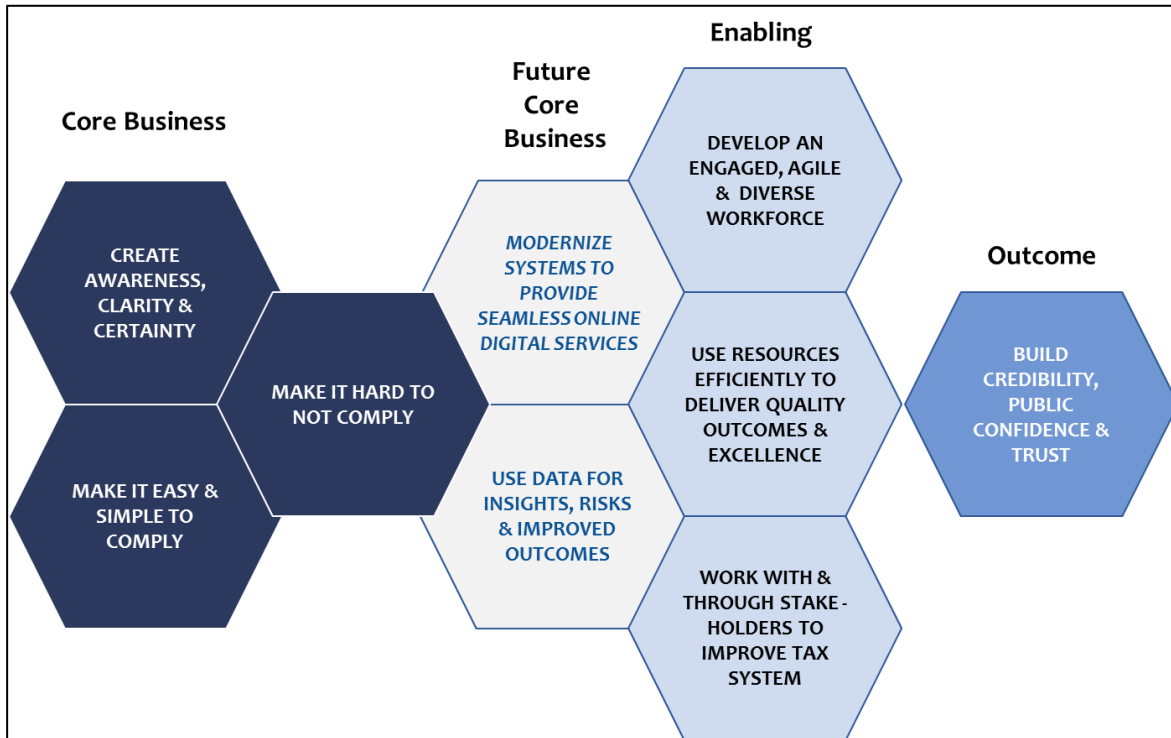 Core Business
CREATE
AWARENESS,
CLARITY &
CERTAINTY
MAKE IT EASY &
SIMPLE TO
COMPLY
MAKE IT HARD TO
NOT COMPLY
Future
Core
Business
MODERNIZE
SYSTEMS TO
PROVIDE
SEAMLESS ONLINE
DIGITAL SERVICES
USE DATA FOR
INSIGHTS, RISKS
& IMPROVED
OUTCOMES
Enabling
DEVELOP AN
ENGAGED, AGILE
& DIVERSE
WORKFORCE
USE RESOURCES
EFFICIENTLY TO
DELIVER QUALITY
OUTCOMES &
EXCELLENCE
WORK WITH &
THROUGH STAKE -
HOLDERS TO
IMPROVE TAX
SYSTEM
Outcome
BUILD
CREDIBILITY,
PUBLIC
CONFIDENCE &
TRUST